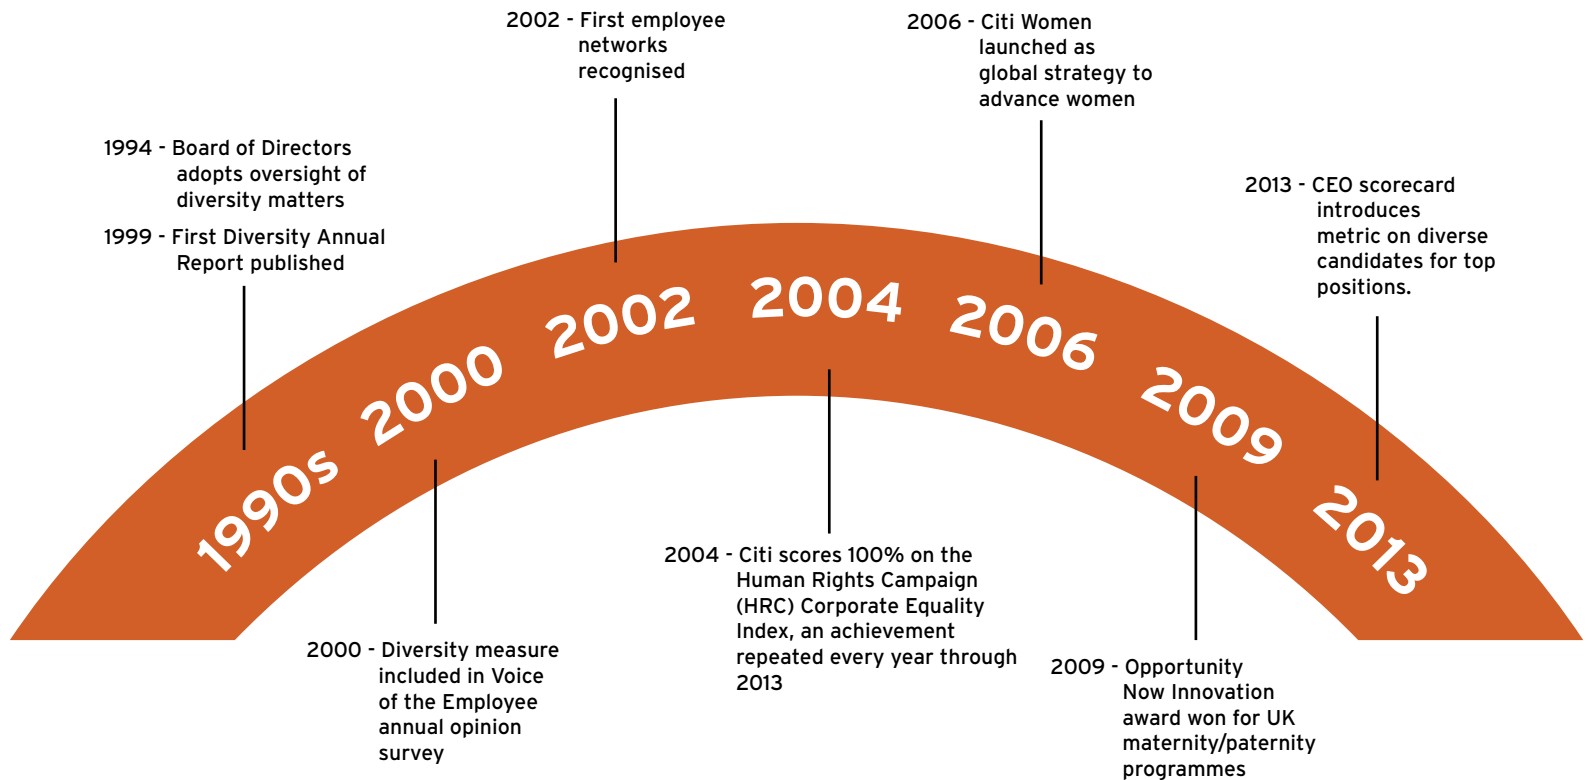 2002 - First employee
networks
recognised
2006 - Citi Women
launched as
global strategy to
advance women
1994 - Board of Directors
adopts oversight of
diversity matters
1999 - First Diversity Annual
Report published
2013 - CEO scorecard
introduces
metric on diverse
candidates for top
positions.
1990s
2000
2002
2004
2006
2009
2013
2000 - Diversity measure
included in Voice
of the Employee
annual opinion
survey
2004 - Citi scores 100% on the
Human Rights Campaign
(HRC) Corporate Equality
Index, an achievement
repeated every year through
2013
2009 - Opportunity
Now Innovation
award won for UK
maternity/paternity
programmes